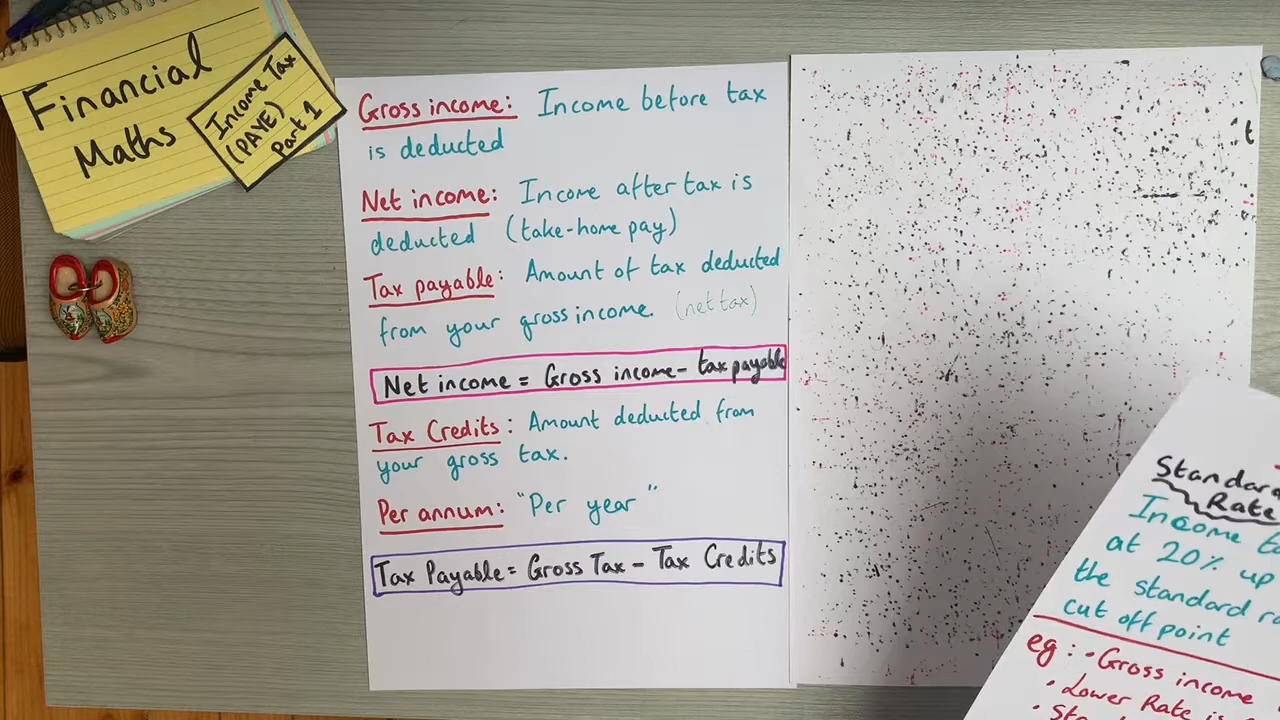 Financial
Maths
Income Tax
(PAYE)
Part 1
Gross income: Income before tax
is deducted
Net income: Income after tax is
deducted (take-home pay)
Tax payable: Amount of tax deducted
from your gross income. (net tax)
Net income = Gross income - tax payable
Tax Credits: Amount deducted from
your gross tax.
Per annum: "Per year"
Tax Payable = Gross Tax - Tax Credits
t
Standard
Rate
Income
at 20% up
the standard
cut off point
eg: • Gross income
• Lower Rate is